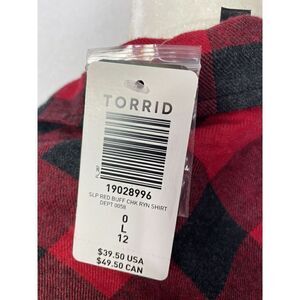 TORRID
19028996
SLP RED BUFF CHK RYN SHIRT
DEPT 0058
0
L
12
$39.50 USA
$49.50 CAN